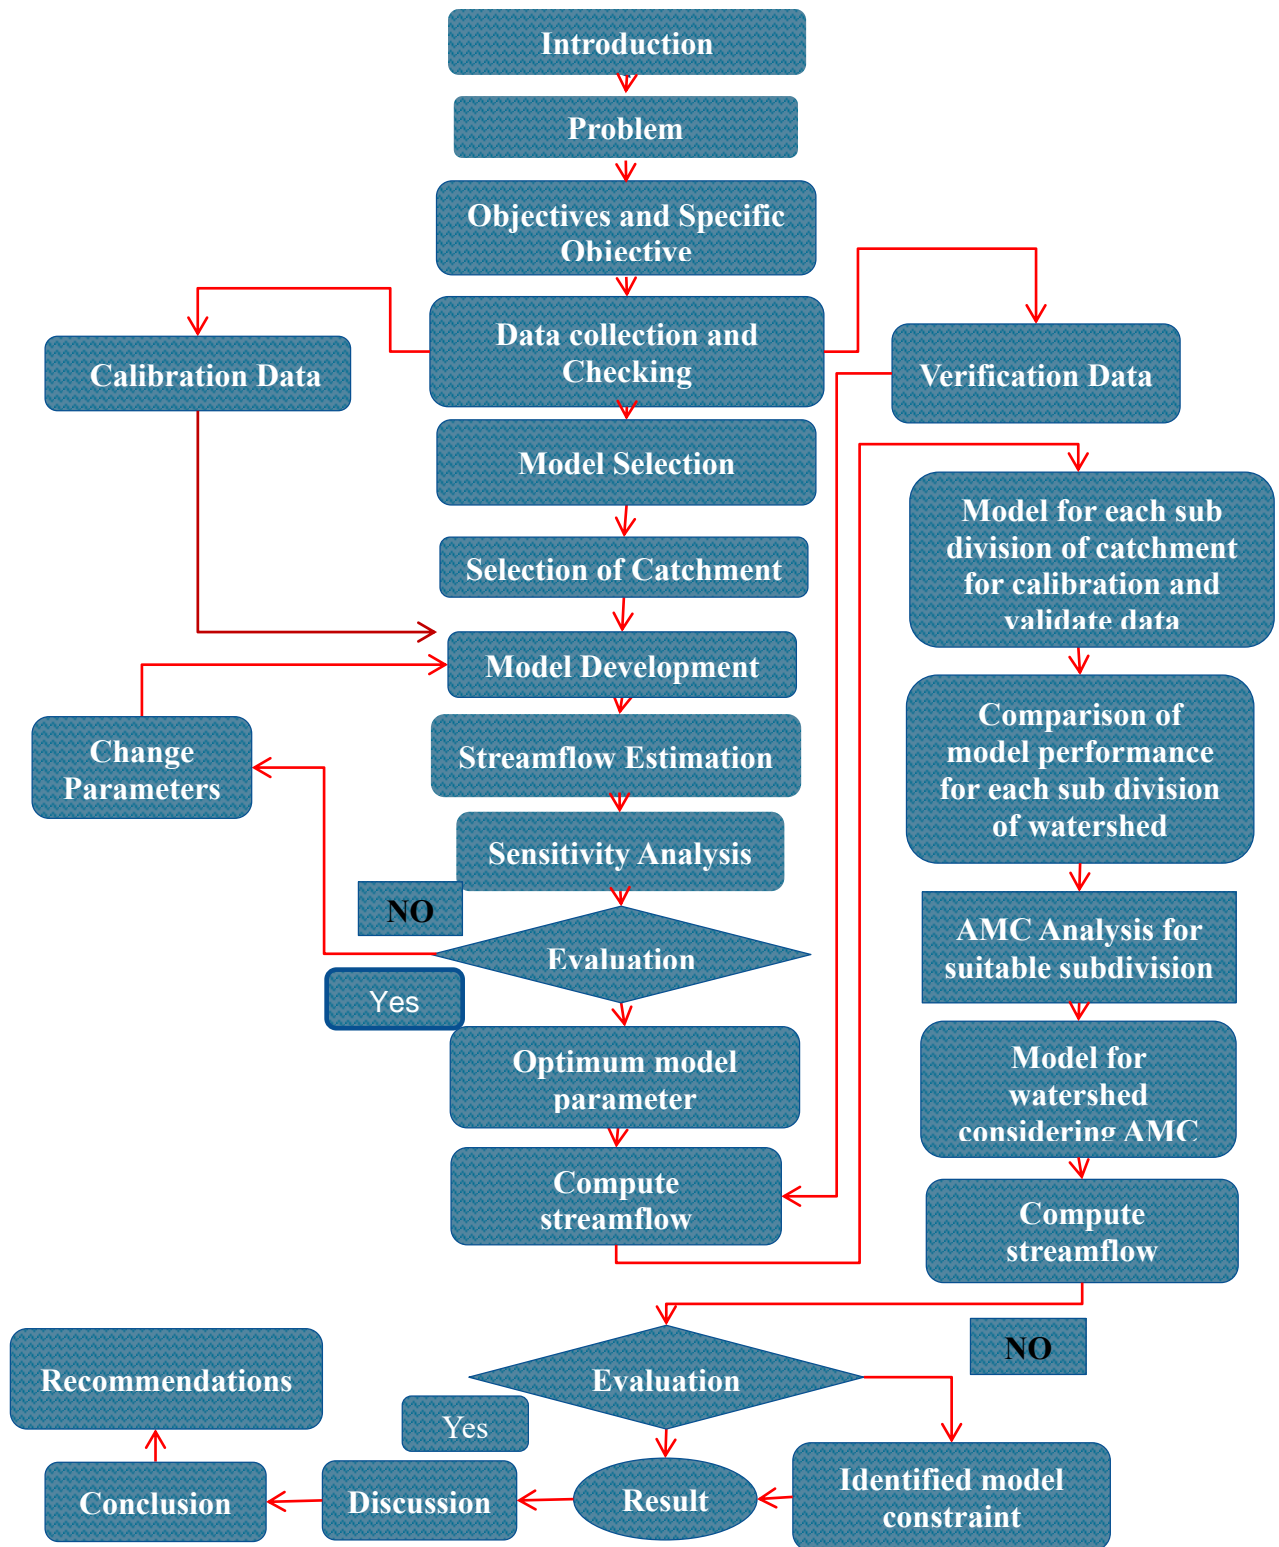 Introduction
Problem
Objectives and Specific
Objective
Data collection and
Checking
Calibration Data
Verification Data
Model Selection
Selection of Catchment
Model Development
Change
Parameters
Streamflow Estimation
Sensitivity Analysis
NO
Evaluation
Yes
Optimum model
parameter
Compute
streamflow
Model for each sub
division of catchment
for calibration and
validate data
Comparison of
model performance
for each sub division
of watershed
AMC Analysis for
suitable subdivision
Model for
watershed
considering AMC
Compute
streamflow
NO
Evaluation
Yes
Identified model
constraint
Result
Discussion
Conclusion
Recommendations